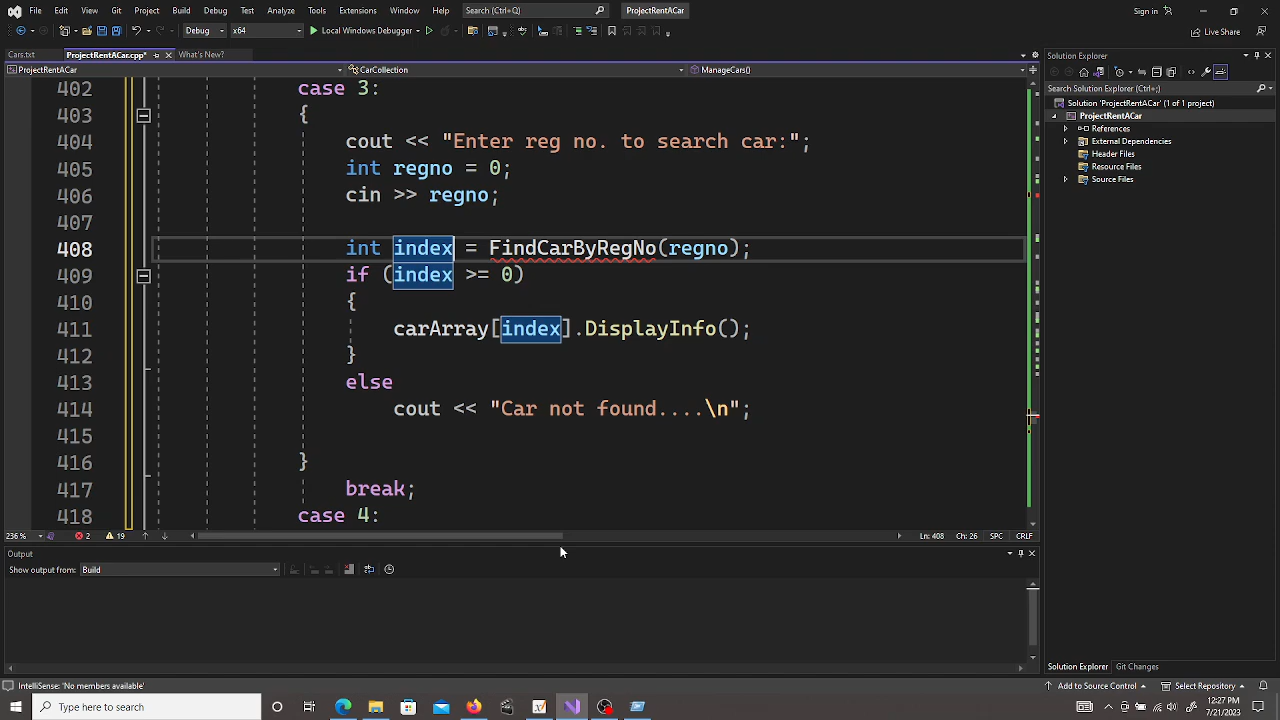 File Edit View Git Project Build Debug Test Analyze Tools Extensions Window Help Search (Ctrl+Q) ProjectRentACar Sign in
Debug x64 Local Windows Debugger Live Share
Cars.txt ProjectRentACar.cpp* What's New?
Solution Explorer
ProjectRentACar CarCollection ManageCars()
Search Solution Explorer (Ctrl+;)
Solution 'ProjectRentACar' (1 of 1 project)
ProjectRentACar
References
External Dependencies
Header Files
Resource Files
Source Files
402 case 3:
403 {
404 cout << "Enter reg no. to search car:";
405 int regno = 0;
406 cin >> regno;
407
408 int index = FindCarByRegNo(regno);
409 if (index >= 0)
410 {
411 carArray[index].DisplayInfo();
412 }
413 else
414 cout << "Car not found....\n";
415
416 }
417 break;
418 case 4:
236 % 2 19 Ln: 408 Ch: 26 SPC CRLF
Output
Show output from: Build
Solution Explorer Git Changes
IntelliSense: 'No members available' Add to Source Control Select Repository
Type here to search
12:27 PM
7/21/2023